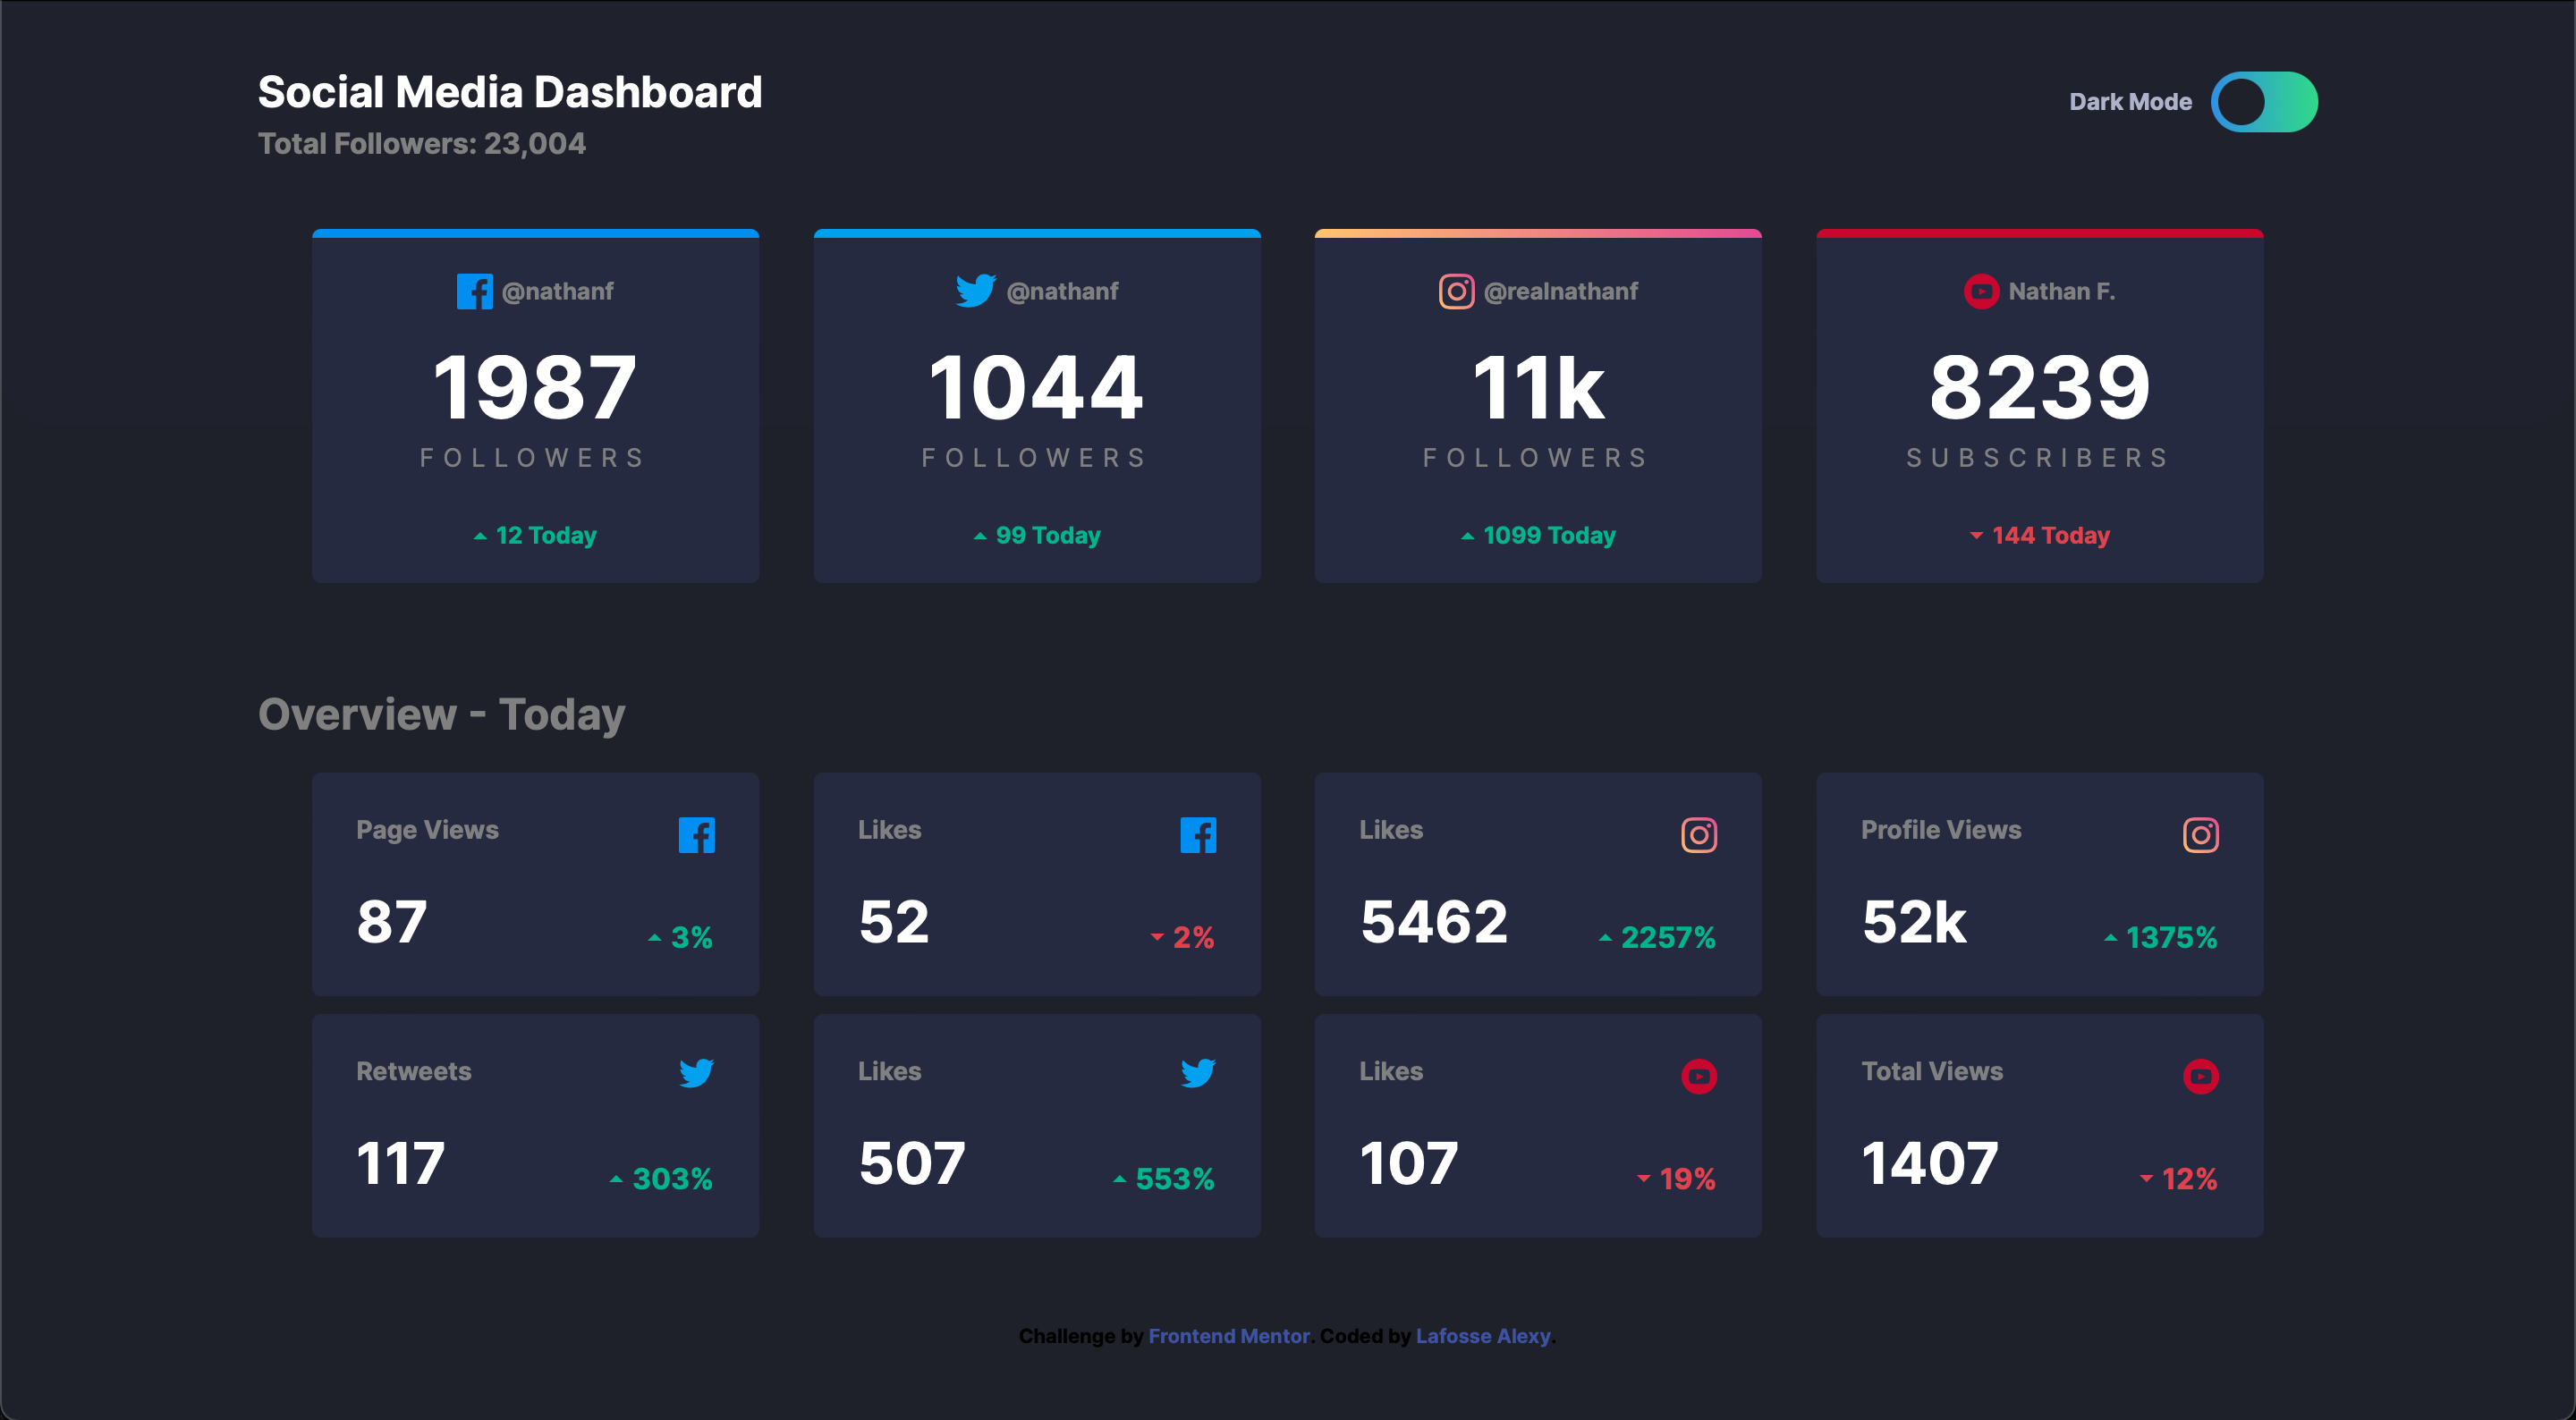 Social Media Dashboard
Total Followers: 23,004
Dark Mode
@nathanf
1987
FOLLOWERS
12 Today
@nathanf
1044
FOLLOWERS
99 Today
@realnathanf
11k
FOLLOWERS
1099 Today
Nathan F.
8239
SUBSCRIBERS
144 Today
Overview - Today
Page Views
87
3%
Likes
52
2%
Likes
5462
2257%
Profile Views
52k
1375%
Retweets
117
303%
Likes
507
553%
Likes
107
19%
Total Views
1407
12%
Challenge by Frontend Mentor. Coded by Lafosse Alexy.